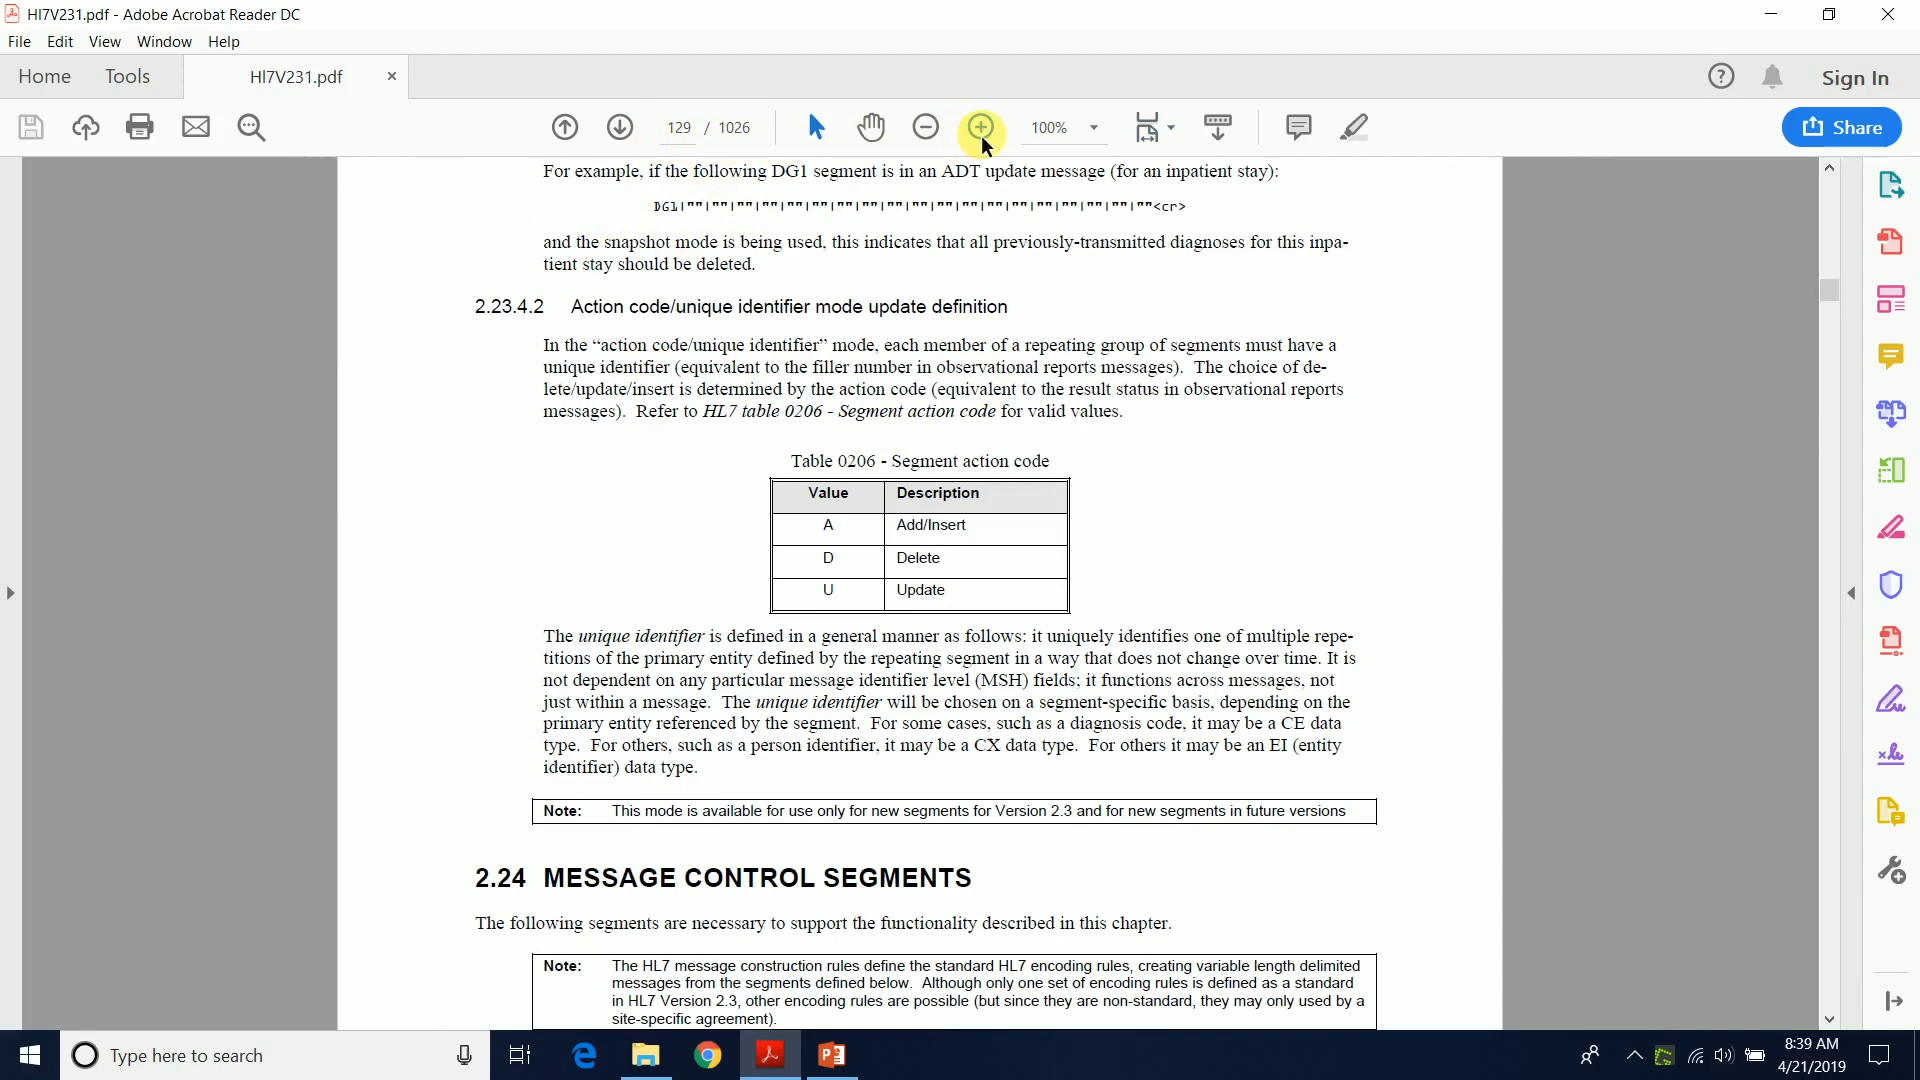 Hl7V231.pdf - Adobe Acrobat Reader DC
File Edit View Window Help
Home Tools Hl7V231.pdf × Sign In
129 / 1026 100% Share
For example, if the following DG1 segment is in an ADT update message (for an inpatient stay):
DG1|""|""|""|""|""|""|""|""|""|""|""|""|""|""|""|""|""|""|""<cr>
and the snapshot mode is being used, this indicates that all previously-transmitted diagnoses for this inpa-
tient stay should be deleted.
2.23.4.2 Action code/unique identifier mode update definition
In the “action code/unique identifier” mode, each member of a repeating group of segments must have a
unique identifier (equivalent to the filler number in observational reports messages). The choice of de-
lete/update/insert is determined by the action code (equivalent to the result status in observational reports
messages). Refer to HL7 table 0206 - Segment action code for valid values.
Table 0206 - Segment action code
Value Description
A Add/Insert
D Delete
U Update
The unique identifier is defined in a general manner as follows: it uniquely identifies one of multiple repe-
titions of the primary entity defined by the repeating segment in a way that does not change over time. It is
not dependent on any particular message identifier level (MSH) fields; it functions across messages, not
just within a message. The unique identifier will be chosen on a segment-specific basis, depending on the
primary entity referenced by the segment. For some cases, such as a diagnosis code, it may be a CE data
type. For others, such as a person identifier, it may be a CX data type. For others it may be an EI (entity
identifier) data type.
Note: This mode is available for use only for new segments for Version 2.3 and for new segments in future versions
2.24 MESSAGE CONTROL SEGMENTS
The following segments are necessary to support the functionality described in this chapter.
Note: The HL7 message construction rules define the standard HL7 encoding rules, creating variable length delimited
messages from the segments defined below. Although only one set of encoding rules is defined as a standard
in HL7 Version 2.3, other encoding rules are possible (but since they are non-standard, they may only used by a
site-specific agreement).
Type here to search
8:39 AM
4/21/2019